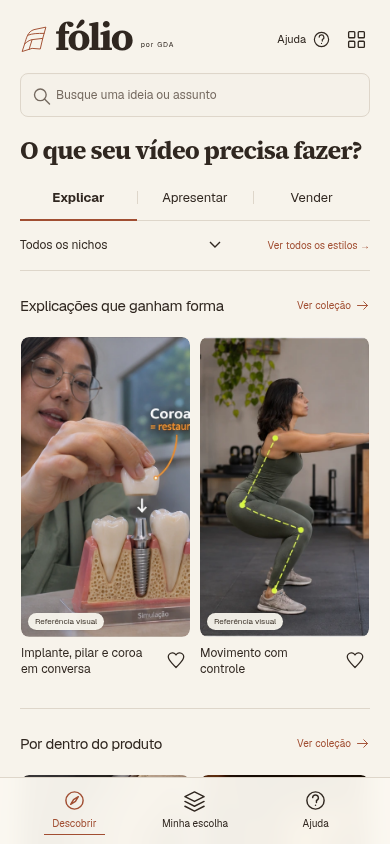 fólio por GDA
Ajuda
Busque uma ideia ou assunto
O que seu vídeo precisa fazer?
Explicar
Apresentar
Vender
Todos os nichos
Ver todos os estilos →
Explicações que ganham forma
Ver coleção →
Coroa
= restaur
Simulação
Referência visual
Referência visual
Implante, pilar e coroa
em conversa
Movimento com
controle
Por dentro do produto
Ver coleção →
Descobrir
Minha escolha
Ajuda